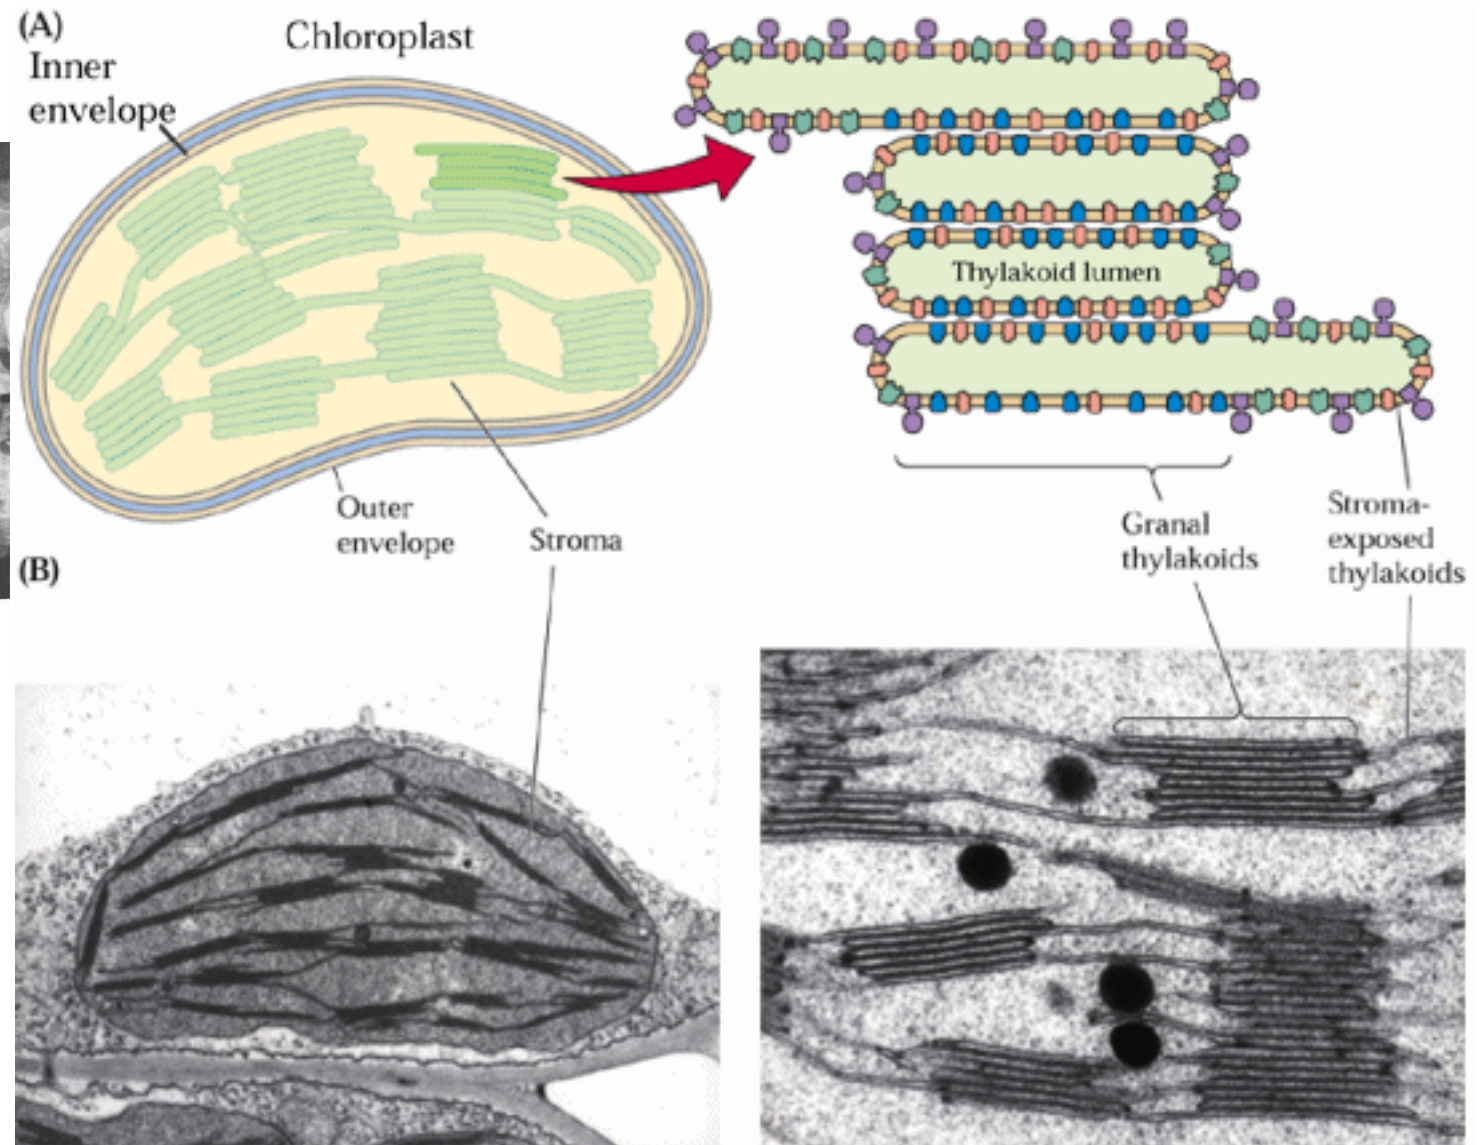 (A)
Chloroplast
Inner
envelope
Thylakoid lumen
Outer
envelope
Stroma
Granal
thylakoids
Stroma-
exposed
thylakoids
(B)